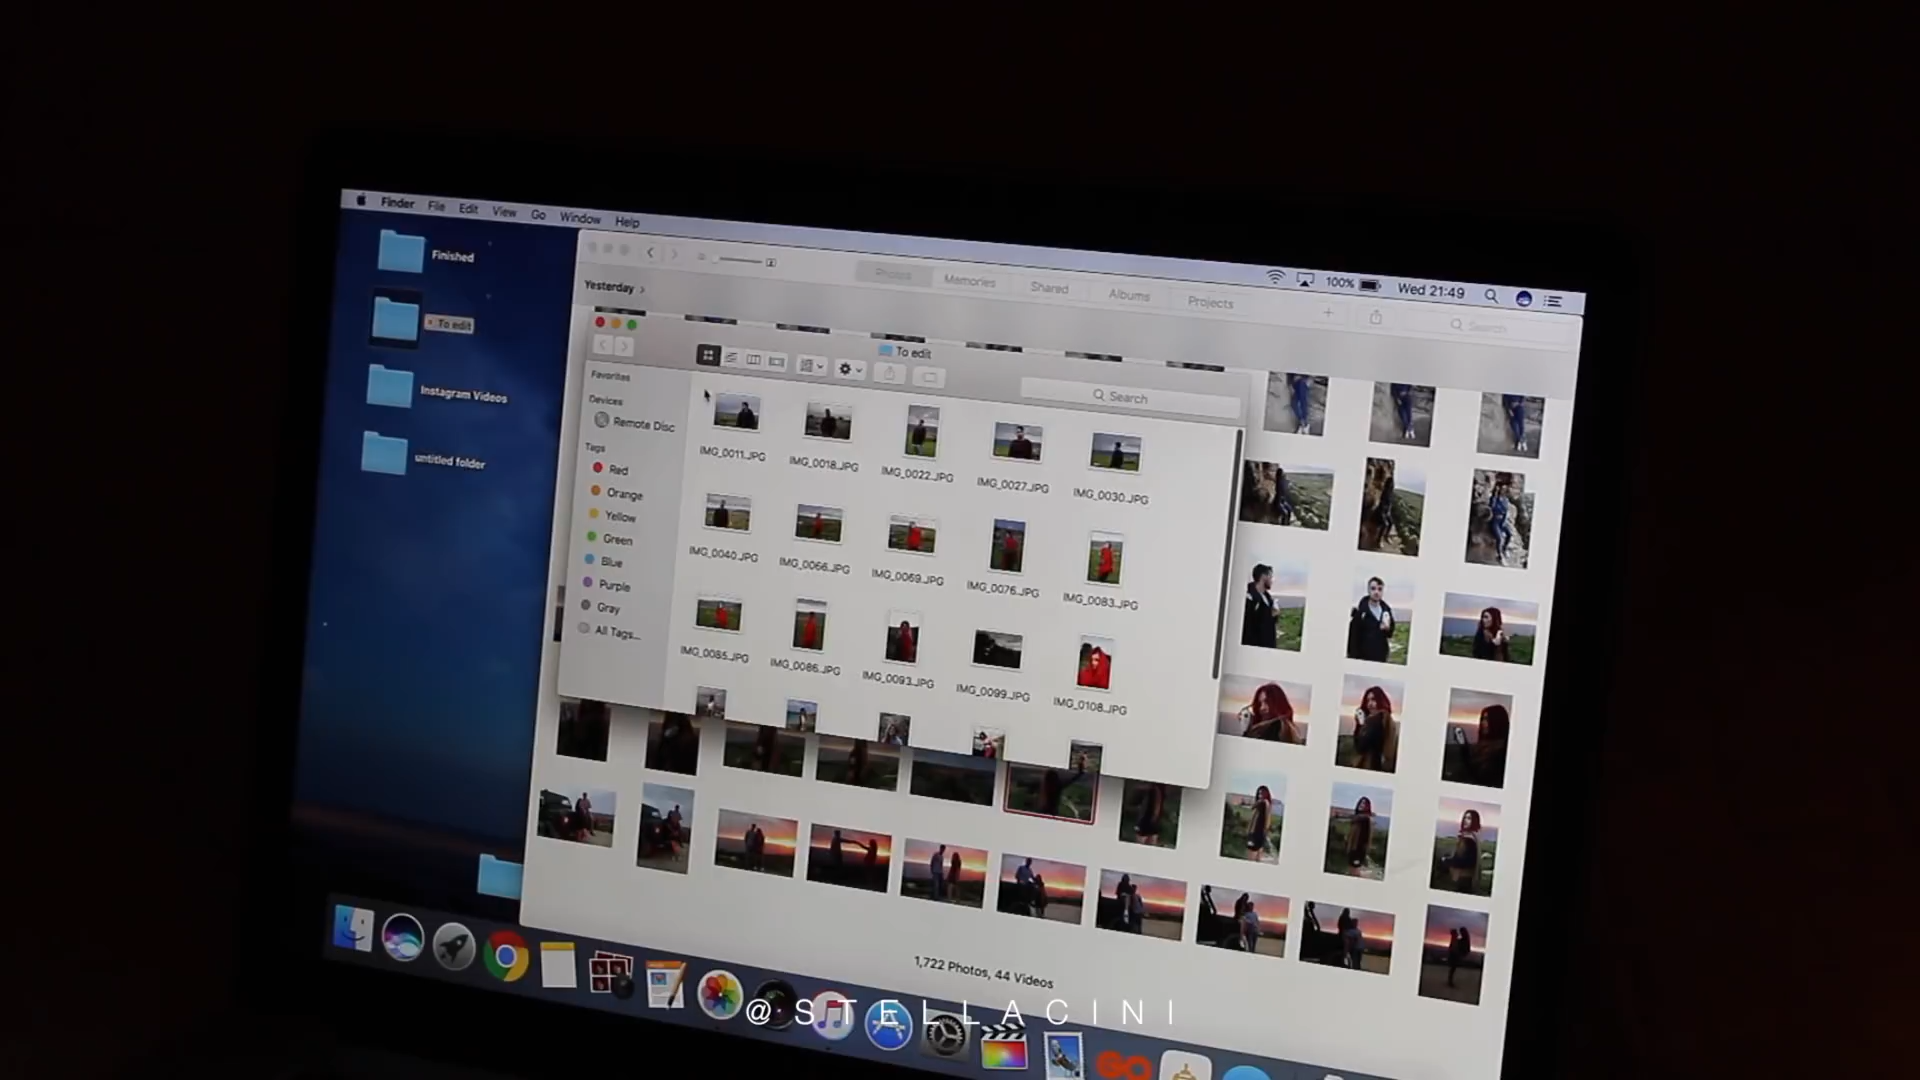 Finder File Edit View Go Window Help
100% Wed 21:49
Finished
To edit
Instagram Videos
untitled folder
Photos Memories Shared Albums Projects
Search
Yesterday
To edit
Search
Favorites
Devices
Remote Disc
Tags
Red
Orange
Yellow
Green
Blue
Purple
Gray
All Tags...
IMG_0011.JPG IMG_0018.JPG IMG_0022.JPG IMG_0027.JPG IMG_0030.JPG
IMG_0040.JPG IMG_0066.JPG IMG_0069.JPG IMG_0076.JPG IMG_0083.JPG
IMG_0085.JPG IMG_0086.JPG IMG_0093.JPG IMG_0099.JPG IMG_0108.JPG
1,722 Photos, 44 Videos
@STELLACINI
GO